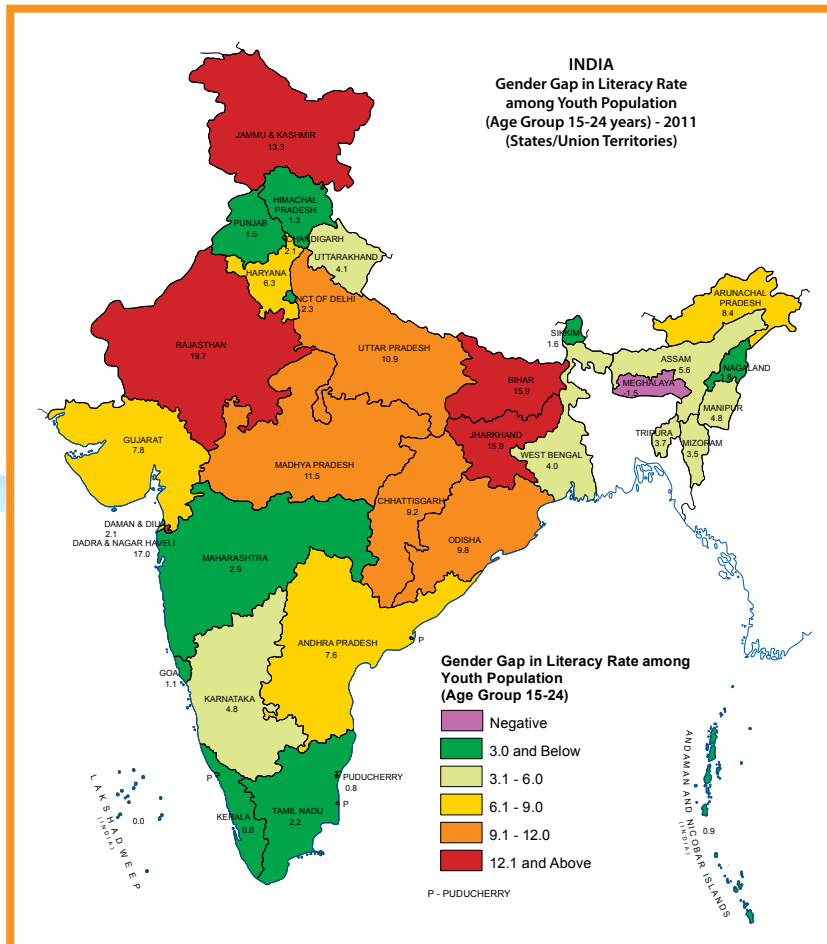 INDIA
Gender Gap in Literacy Rate
among Youth Population
(Age Group 15-24 years) - 2011
(States/Union Territories)
JAMMU & KASHMIR
13.3
HIMACHAL
PRADESH
1.3
PUNJAB
1.5
CHANDIGARH
2.1
UTTARAKHAND
4.1
HARYANA
6.3
NCT OF DELHI
2.3
ARUNACHAL
PRADESH
8.4
RAJASTHAN
19.7
UTTAR PRADESH
10.9
SIKKIM
1.6
ASSAM
5.6
NAGALAND
1.8
BIHAR
15.9
MEGHALAYA
-1.5
MANIPUR
4.8
GUJARAT
7.8
JHARKHAND
15.9
TRIPURA
3.7
MIZORAM
3.5
WEST BENGAL
4.0
MADHYA PRADESH
11.5
CHHATTISGARH
9.2
ODISHA
9.8
DAMAN & DIU
2.1
DADRA & NAGAR HAVELI
17.0
MAHARASHTRA
2.9
ANDHRA PRADESH
7.6
P
GOA
1.1
KARNATAKA
4.8
Gender Gap in Literacy Rate among
Youth Population
(Age Group 15-24)
Negative
3.0 and Below
3.1 - 6.0
6.1 - 9.0
9.1 - 12.0
12.1 and Above
P - PUDUCHERRY
P
PUDUCHERRY
0.8
P
KERALA
0.0
TAMIL NADU
2.2
LAKSHADWEEP
(INDIA)
0.0
ANDAMAN AND NICOBAR ISLANDS
(INDIA)
0.9